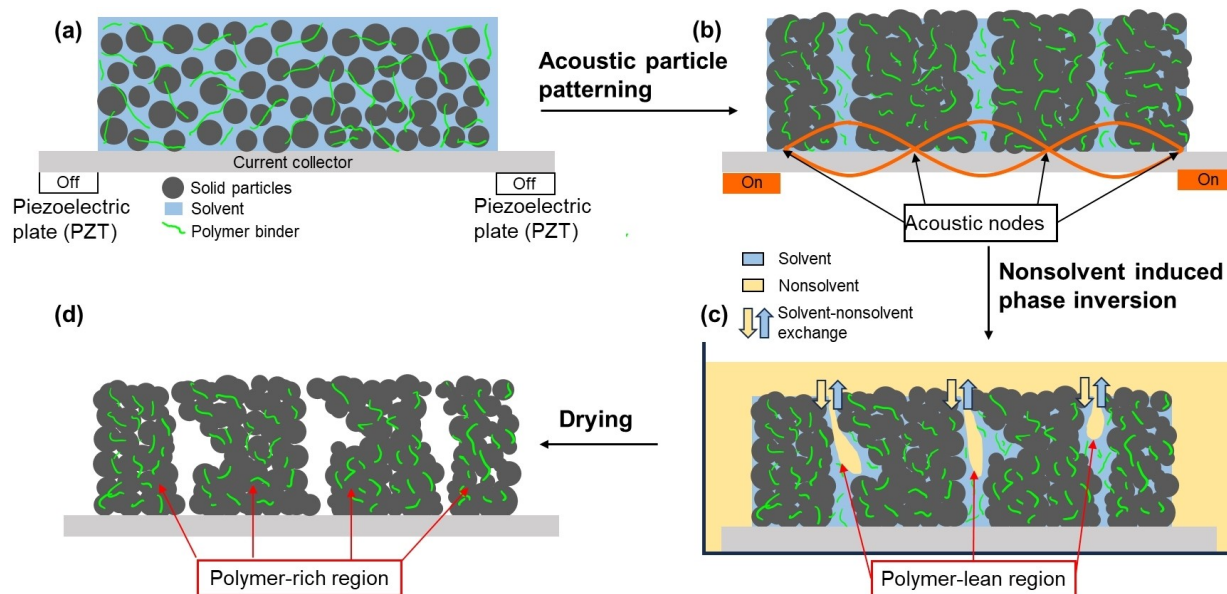 (a)
Current collector
Off
Off
Piezoelectric
plate (PZT)
Solid particles
Solvent
Polymer binder
Piezoelectric
plate (PZT)
Acoustic particle
patterning
(b)
On
On
Acoustic nodes
Solvent
Nonsolvent
Solvent-nonsolvent
exchange
Nonsolvent induced
phase inversion
(c)
Polymer-lean region
Drying
(d)
Polymer-rich region